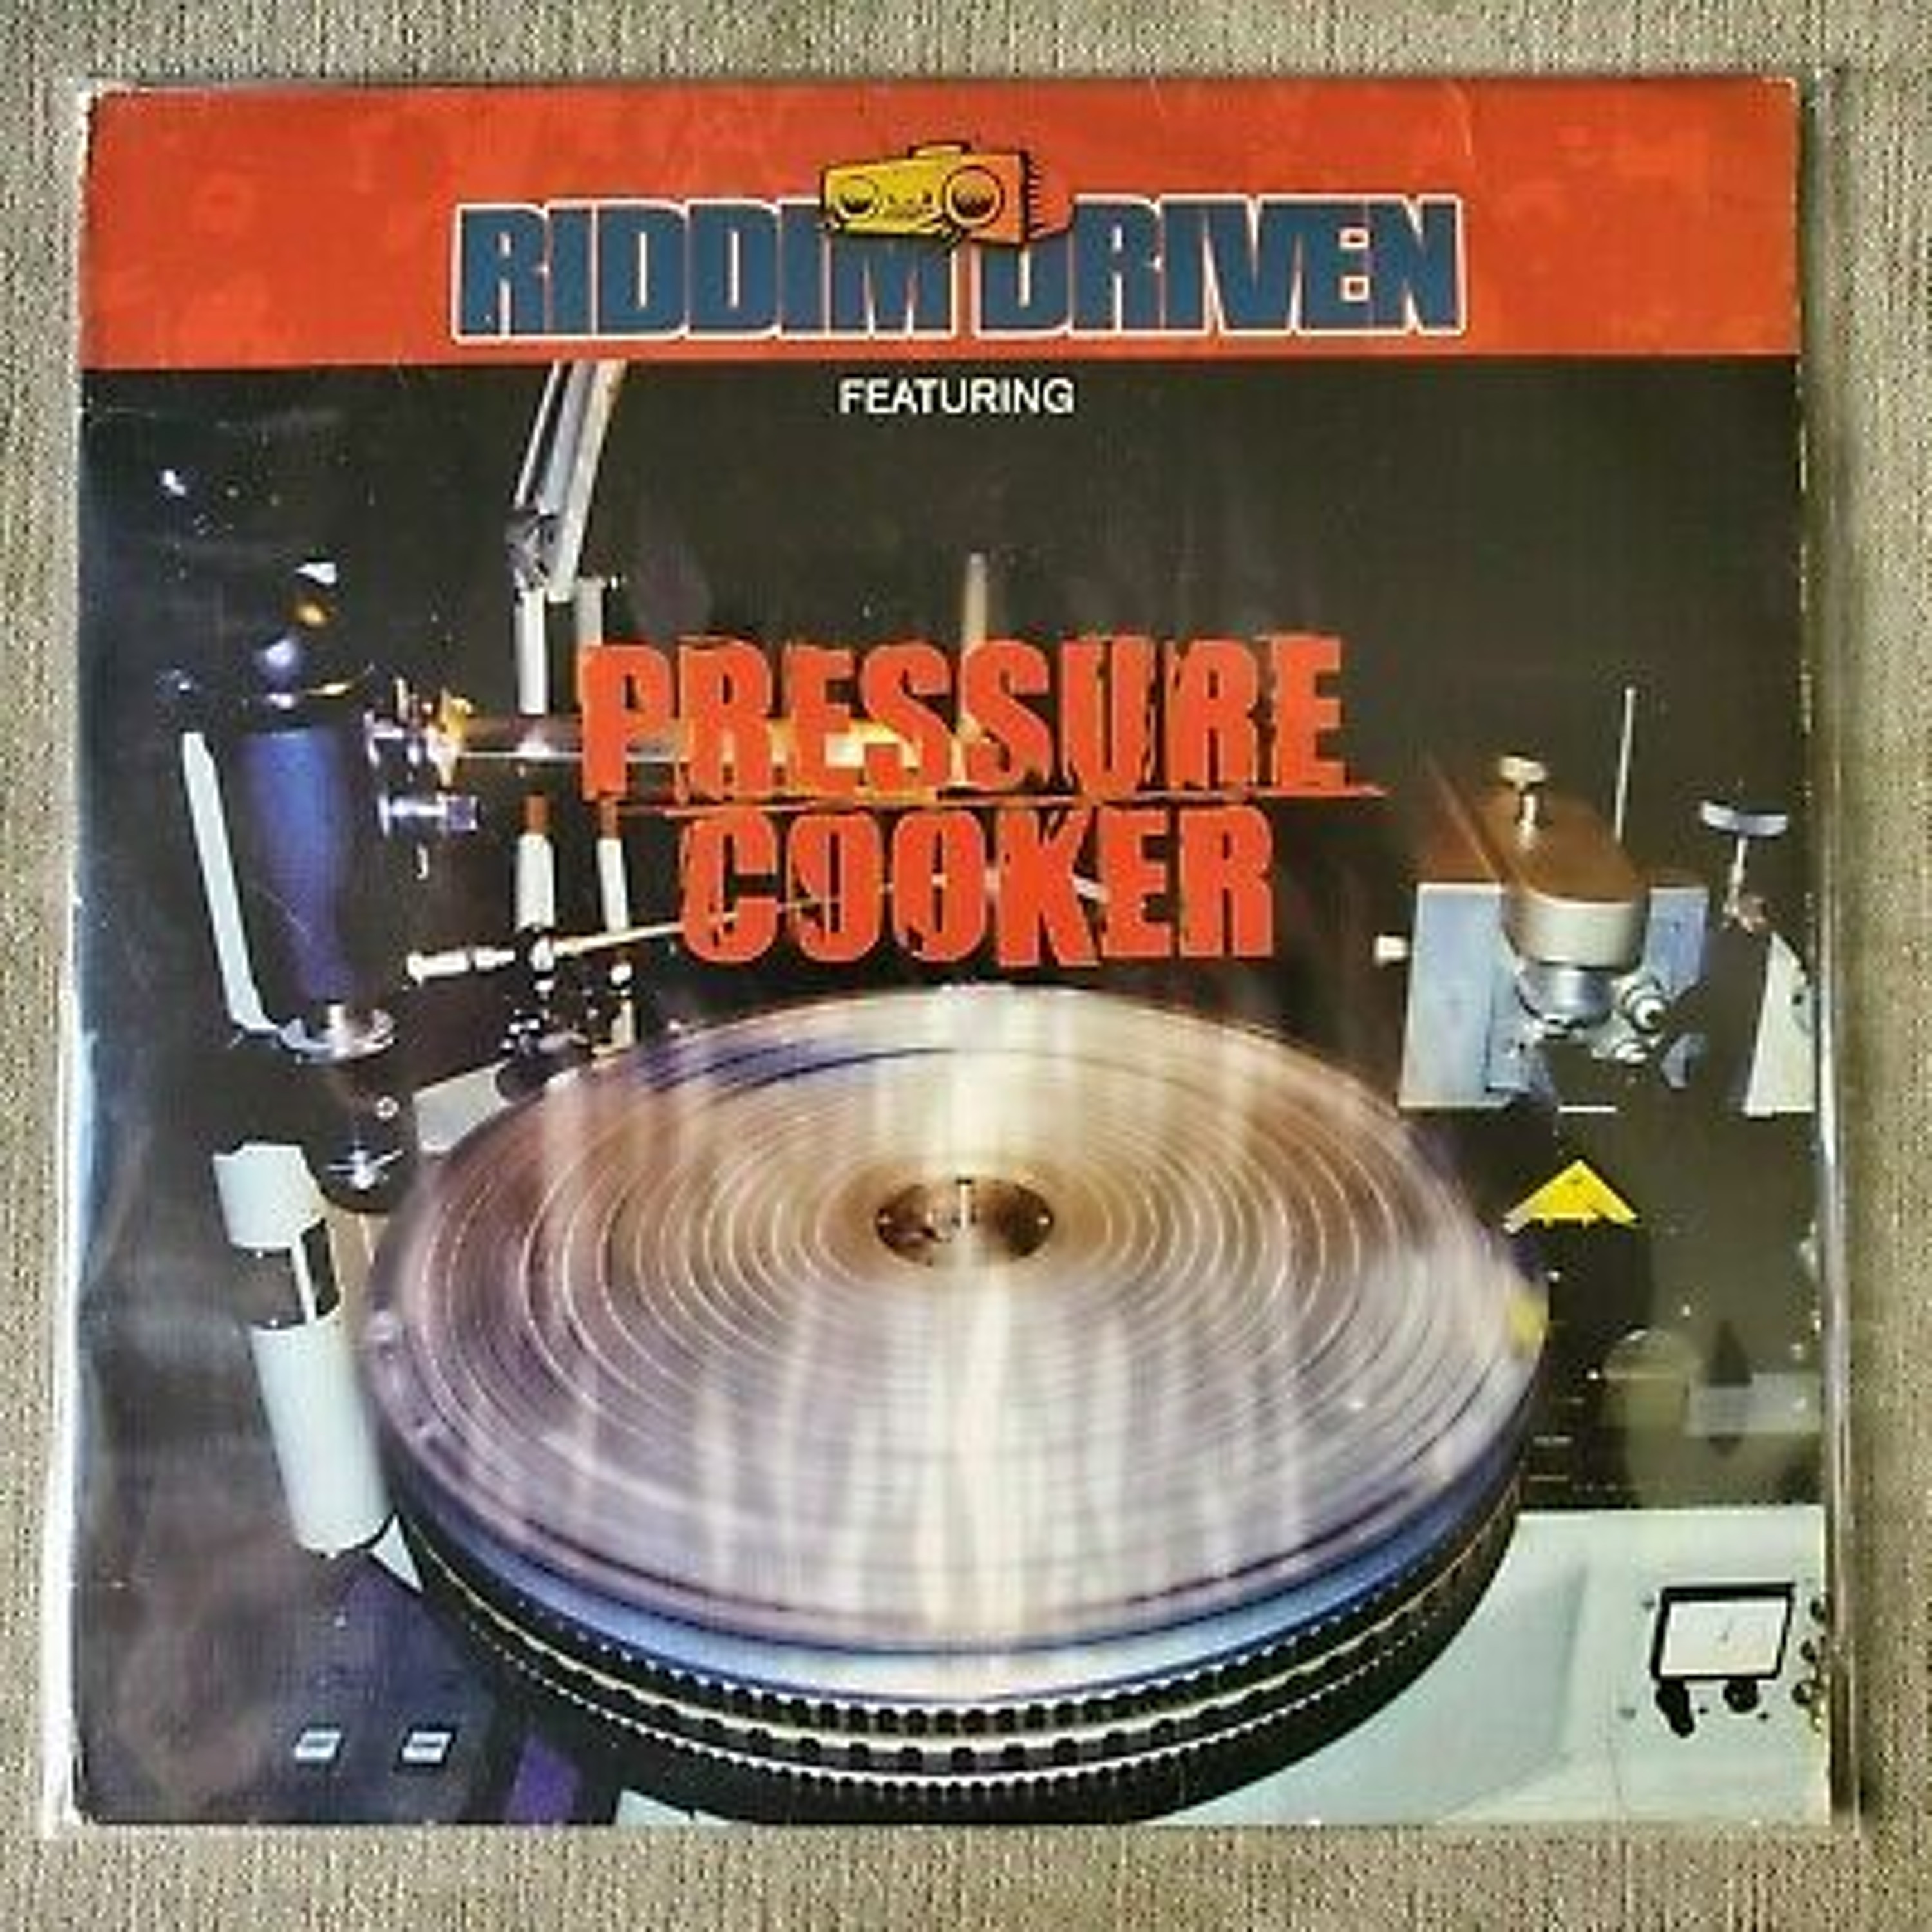 RIDDIM DRIVEN
FEATURING
PRESSURE
COOKER